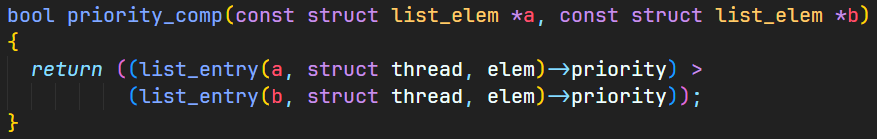 bool priority_comp(const struct list_elem *a, const struct list_elem *b)
{
  return ((list_entry(a, struct thread, elem)->priority) >
          (list_entry(b, struct thread, elem)->priority));
}